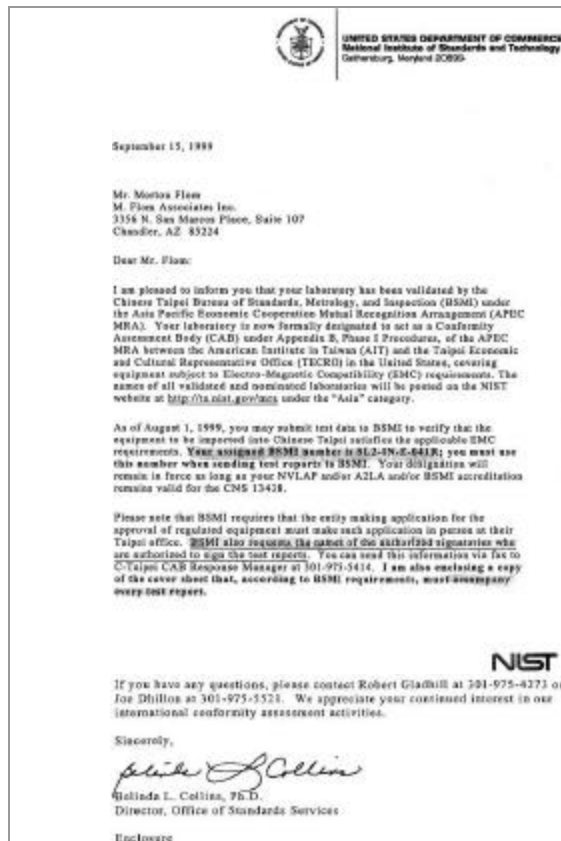 UNITED STATES DEPARTMENT OF COMMERCE
National Institute of Standards and Technology
Gaithersburg, Maryland 20899-
September 15, 1999
Mr. Morton Flom
M. Flom Associates Inc.
3356 N. San Marcos Place, Suite 107
Chandler, AZ 85224
Dear Mr. Flom:
I am pleased to inform you that your laboratory has been validated by the
Chinese Taipei Bureau of Standards, Metrology, and Inspection (BSMI) under
the Asia Pacific Economic Cooperation Mutual Recognition Arrangement (APEC
MRA). Your laboratory is now formally designated to act as a Conformity
Assessment Body (CAB) under Appendix B, Phase I Procedures, of the APEC
MRA between the American Institute in Taiwan (AIT) and the Taipei Economic
and Cultural Representative Office (TECRO) in the United States, covering
equipment subject to Electro-Magnetic Compatibility (EMC) requirements. The
names of all validated and nominated laboratories will be posted on the NIST
website at http://ts.nist.gov/mra under the "Asia" category.
As of August 1, 1999, you may submit test data to BSMI to verify that the
equipment to be imported into Chinese Taipei satisfies the applicable EMC
requirements. Your assigned BSMI number is SL2-IN-E-041R; you must use
this number when sending test reports to BSMI. Your designation will
remain in force as long as your NVLAP and/or A2LA and/or BSMI accreditation
remains valid for the CNS 13438.
Please note that BSMI requires that the entity making application for the
approval of regulated equipment must make such application in person at their
Taipei office. BSMI also requests the names of the authorized signatories who
are authorized to sign the test reports. You can send this information via fax to
C-Taipei CAB Response Manager at 301-975-5414. I am also enclosing a copy
of the cover sheet that, according to BSMI requirements, must accompany
every test report.
NIST
If you have any questions, please contact Robert Gladhill at 301-975-4273 or
Joe Dhillon at 301-975-5521. We appreciate your continued interest in our
international conformity assessment activities.
Sincerely,
Belinda L Collins
Belinda L. Collins, Ph.D.
Director, Office of Standards Services
Enclosure